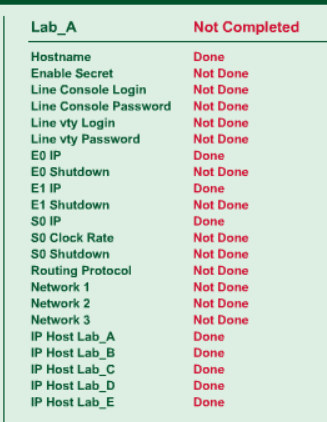 Lab_A Not Completed
Hostname Done
Enable Secret Not Done
Line Console Login Not Done
Line Console Password Not Done
Line vty Login Not Done
Line vty Password Not Done
E0 IP Done
E0 Shutdown Not Done
E1 IP Done
E1 Shutdown Not Done
S0 IP Done
S0 Clock Rate Not Done
S0 Shutdown Not Done
Routing Protocol Not Done
Network 1 Not Done
Network 2 Not Done
Network 3 Not Done
IP Host Lab_A Done
IP Host Lab_B Done
IP Host Lab_C Done
IP Host Lab_D Done
IP Host Lab_E Done